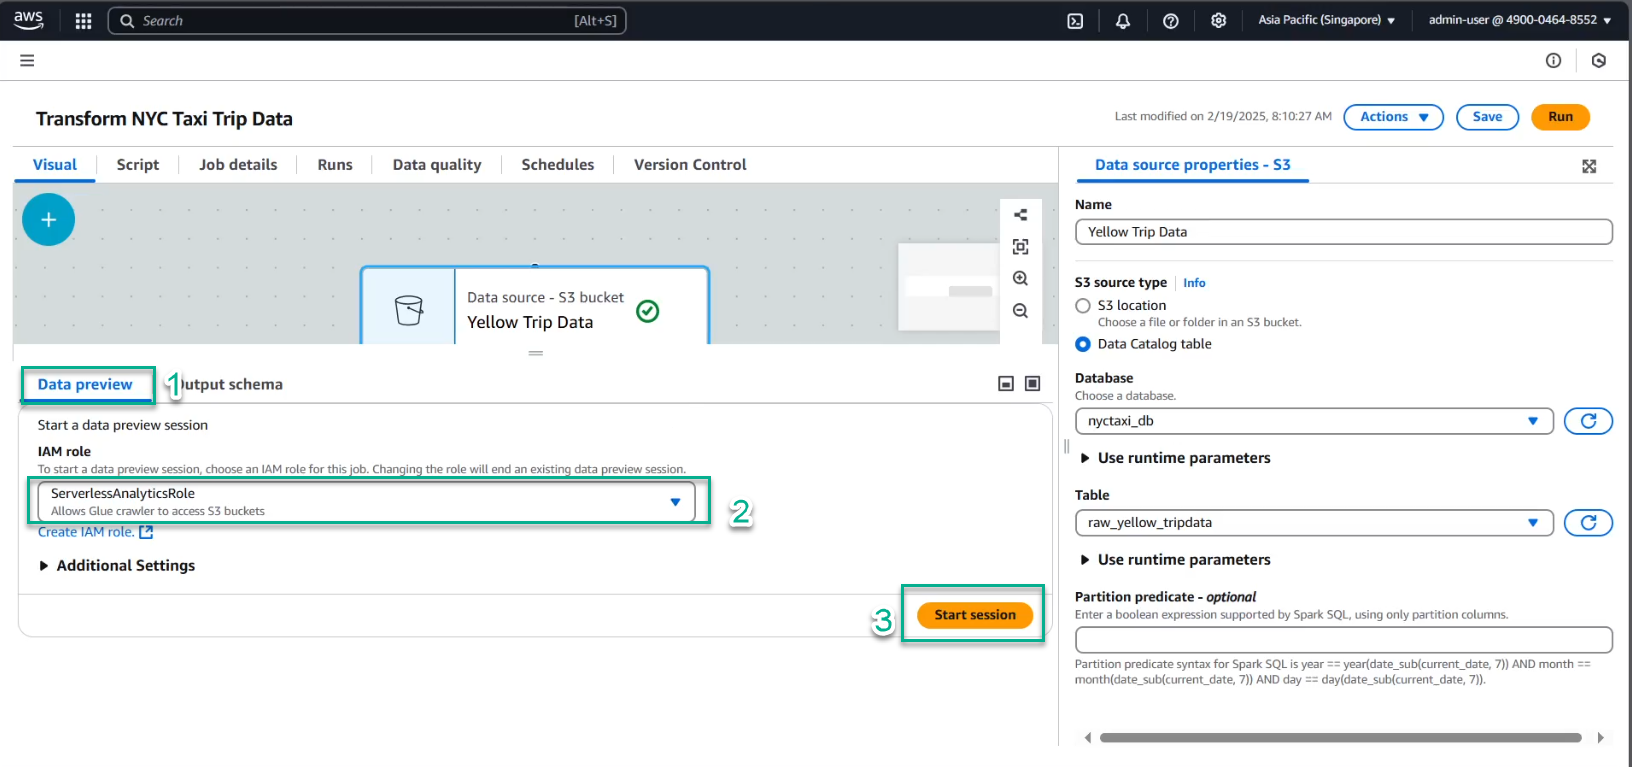 aws
Search
[Alt+S]
Asia Pacific (Singapore)
admin-user @ 4900-0464-8552
Transform NYC Taxi Trip Data
Last modified on 2/19/2025, 8:10:27 AM
Actions
Save
Run
Visual
Script
Job details
Runs
Data quality
Schedules
Version Control
Data source - S3 bucket
Yellow Trip Data
Data preview
1
utput schema
Start a data preview session
IAM role
To start a data preview session, choose an IAM role for this job. Changing the role will end an existing data preview session.
ServerlessAnalyticsRole
Allows Glue crawler to access S3 buckets
2
Create IAM role.
Additional Settings
3
Start session
Data source properties - S3
Name
Yellow Trip Data
S3 source type
Info
S3 location
Choose a file or folder in an S3 bucket.
Data Catalog table
Database
Choose a database.
nyctaxi_db
Use runtime parameters
Table
raw_yellow_tripdata
Use runtime parameters
Partition predicate - optional
Enter a boolean expression supported by Spark SQL, using only partition columns.
Partition predicate syntax for Spark SQL is year == year(date_sub(current_date, 7)) AND month ==
month(date_sub(current_date, 7)) AND day == day(date_sub(current_date, 7)).